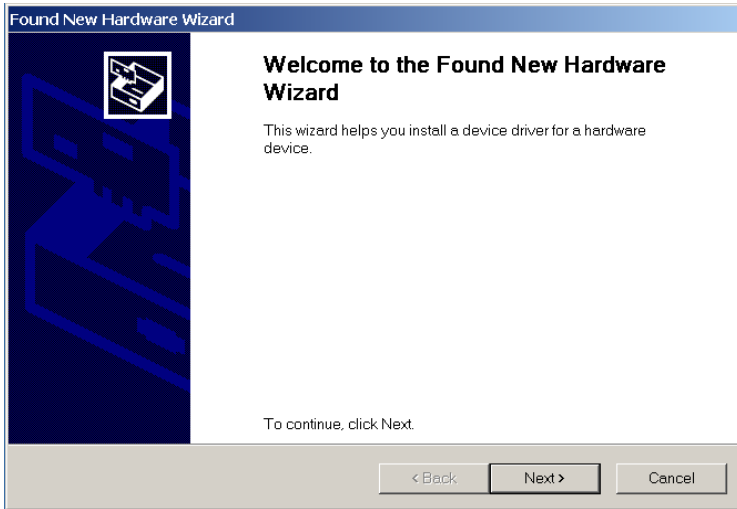 Found New Hardware Wizard
Welcome to the Found New Hardware
Wizard
This wizard helps you install a device driver for a hardware
device.
To continue, click Next.
< Back Next > Cancel